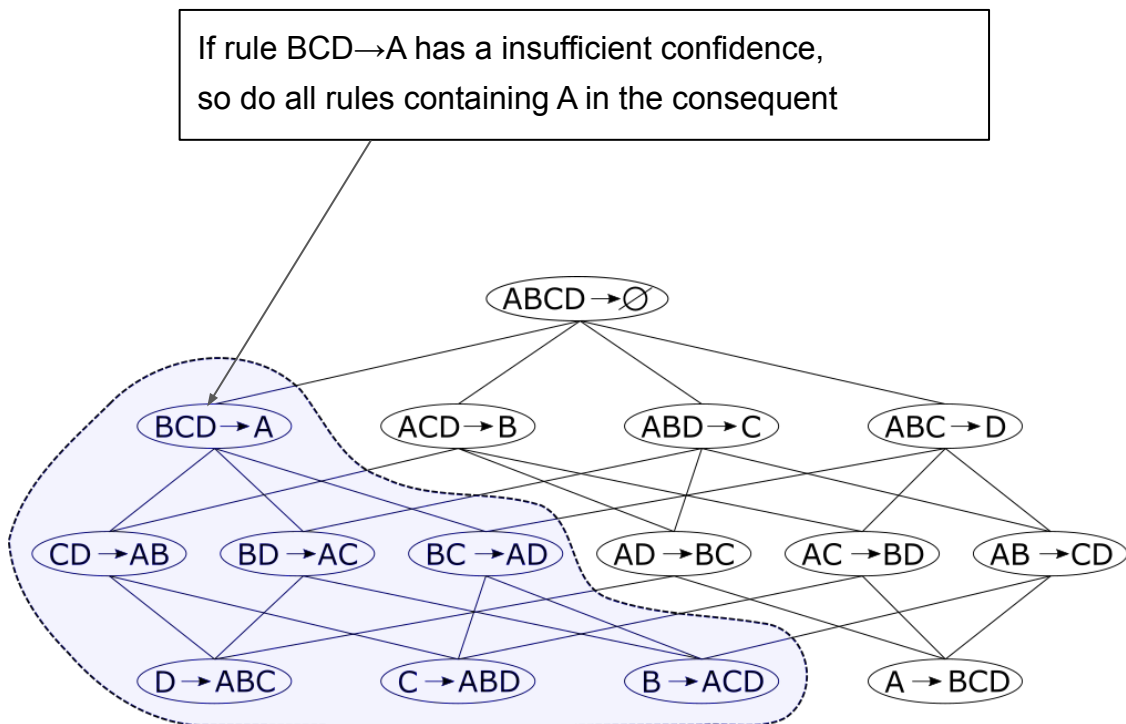 If rule BCD→A has a insufficient confidence,
so do all rules containing A in the consequent
ABCD→∅
BCD→A ACD→B ABD→C ABC→D
CD→AB BD→AC BC→AD AD→BC AC→BD AB→CD
D→ABC C→ABD B→ACD A→BCD